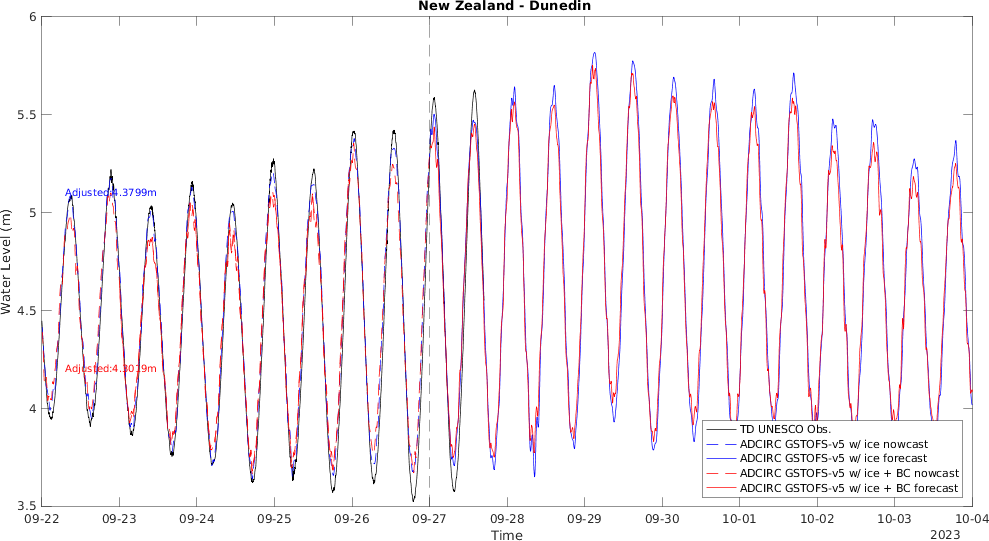 New Zealand - Dunedin
6
5.5
5
4.5
4
3.5
Water Level (m)
Adjusted:4.3799m
Adjusted:4.3019m
TD UNESCO Obs.
ADCIRC GSTOFS-v5 w/ ice nowcast
ADCIRC GSTOFS-v5 w/ ice forecast
ADCIRC GSTOFS-v5 w/ ice + BC nowcast
ADCIRC GSTOFS-v5 w/ ice + BC forecast
09-22 09-23 09-24 09-25 09-26 09-27 09-28 09-29 09-30 10-01 10-02 10-03 10-04
Time
2023